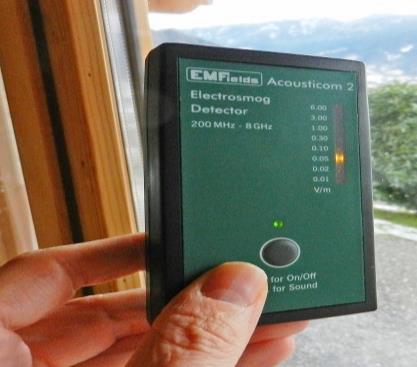 EMFields Acousticom 2
Electrosmog
Detector
200 MHz - 8 GHz
6.00
3.00
1.00
0.30
0.10
0.05
0.02
0.01
V/m
for On/Off
for Sound